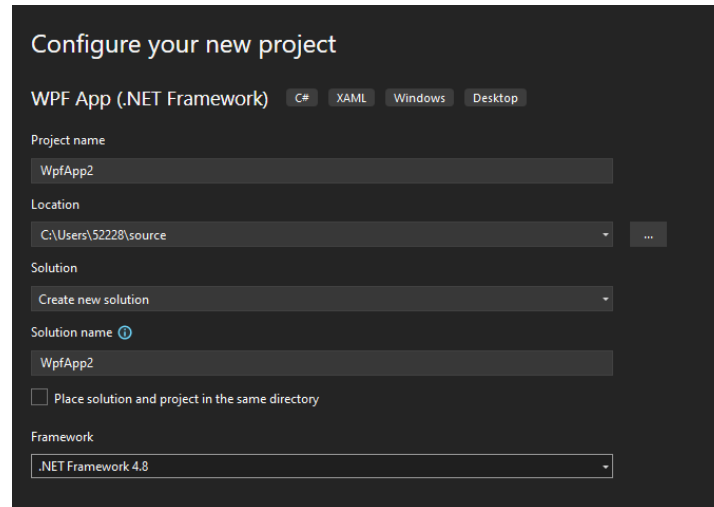 Configure your new project
WPF App (.NET Framework) C# XAML Windows Desktop
Project name
WpfApp2
Location
C:\Users\52228\source
...
Solution
Create new solution
Solution name
WpfApp2
Place solution and project in the same directory
Framework
.NET Framework 4.8